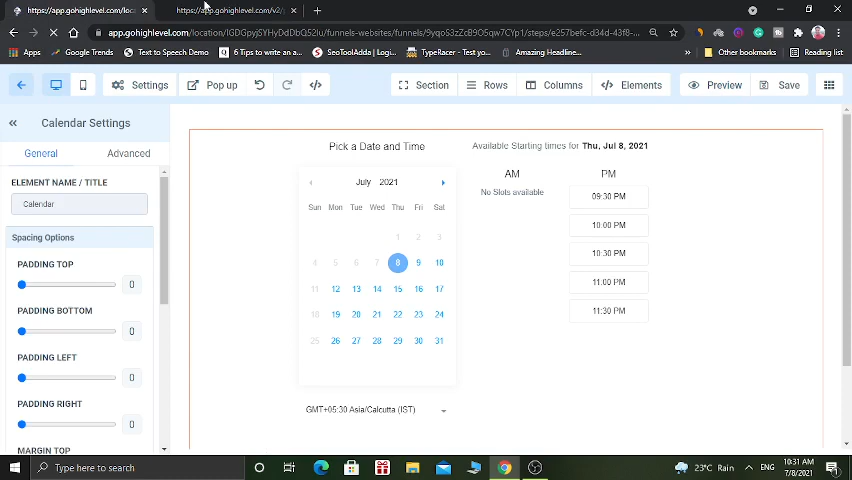 https://app.gohighlevel.com/loca
https://app.gohighlevel.com/v2/
app.gohighlevel.com/location/lGDGpyjSYHyDdbQ52luS/funnels-websites/funnels/9yqoS3zZcB9O5qw7CYp1/steps/e257befc-d34d-43f8-...
Apps
Google Trends
Text to Speech Demo
6 Tips to write an e...
SeoToolAdda | Logi...
TypeRacer - Test yo...
Amazing Headline...
»
Other bookmarks
Reading list
Settings
Pop up
Section
Rows
Columns
Elements
Preview
Save
Calendar Settings
General
Advanced
ELEMENT NAME / TITLE
Calendar
Spacing Options
PADDING TOP
0
PADDING BOTTOM
0
PADDING LEFT
0
PADDING RIGHT
0
MARGIN TOP
Pick a Date and Time
July 2021
Sun Mon Tue Wed Thu Fri Sat
1 2 3
4 5 6 7 8 9 10
11 12 13 14 15 16 17
18 19 20 21 22 23 24
25 26 27 28 29 30 31
GMT+05:30 Asia/Calcutta (IST)
Available Starting times for Thu, Jul 8, 2021
AM
No Slots available
PM
09:30 PM
10:00 PM
10:30 PM
11:00 PM
11:30 PM
Type here to search
23°C Rain
ENG
10:31 AM
7/8/2021